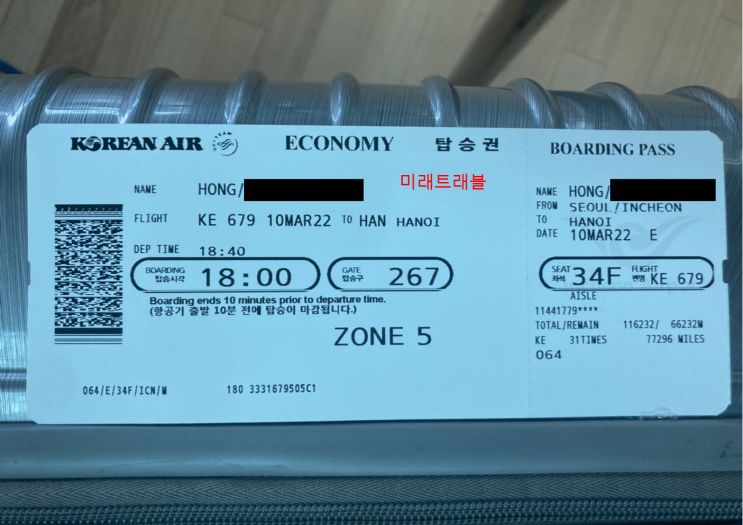 KOREAN AIR ECONOMY 탑승권
미래트래블
NAME HONG/
FLIGHT KE 679 10MAR22 TO HAN HANOI
DEP TIME 18:40
BOARDING 탑승시각 18:00 GATE 탑승구 267
Boarding ends 10 minutes prior to departure time.
(항공기 출발 10분 전에 탑승이 마감됩니다.)
ZONE 5
064/E/34F/ICN/M 180 3331679505C1
BOARDING PASS
NAME HONG/
FROM SEOUL/INCHEON
TO HANOI
DATE 10MAR22 E
SEAT 좌석 34F FLIGHT 편명 KE 679
AISLE
11441779****
TOTAL/REMAIN 116232/ 66232M
KE 31TIMES 77296 MILES
064